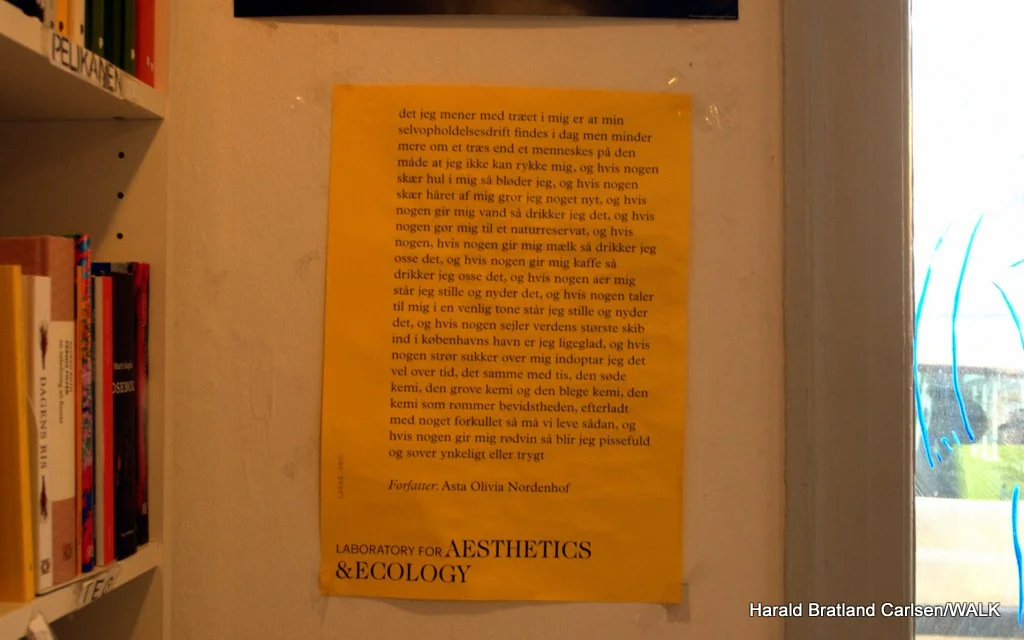 PELIKANEN
det jeg mener med træet i mig er at min
selvopholdelsesdrift findes i dag men minder
mere om et træs end et menneskes på den
måde at jeg ikke kan rykke mig, og hvis nogen
skær hul i mig så bløder jeg, og hvis nogen
skær håret af mig gror jeg noget nyt, og hvis
nogen gir mig vand så drikker jeg det, og hvis
nogen gør mig til et naturreservat, og hvis
nogen, hvis nogen gir mig mælk så drikker jeg
osse det, og hvis nogen gir mig kaffe så
drikker jeg osse det, og hvis nogen aer mig
står jeg stille og nyder det, og hvis nogen taler
til mig i en venlig tone står jeg stille og nyder
det, og hvis nogen sejler verdens største skib
ind i københavns havn er jeg ligeglad, og hvis
nogen strør sukker over mig indoptar jeg det
vel over tid, det samme med tis, den søde
kemi, den grove kemi og den blege kemi, den
kemi som rømmer bevidstheden, efterladt
med noget forkullet så må vi leve sådan, og
hvis nogen gir mig rødvin så blir jeg pissefuld
og sover ynkeligt eller trygt
Forfatter: Asta Olivia Nordenhof
LABORATORY FOR AESTHETICS
&ECOLOGY
DAGENS RIS
Harald Bratland Carlsen/WALK